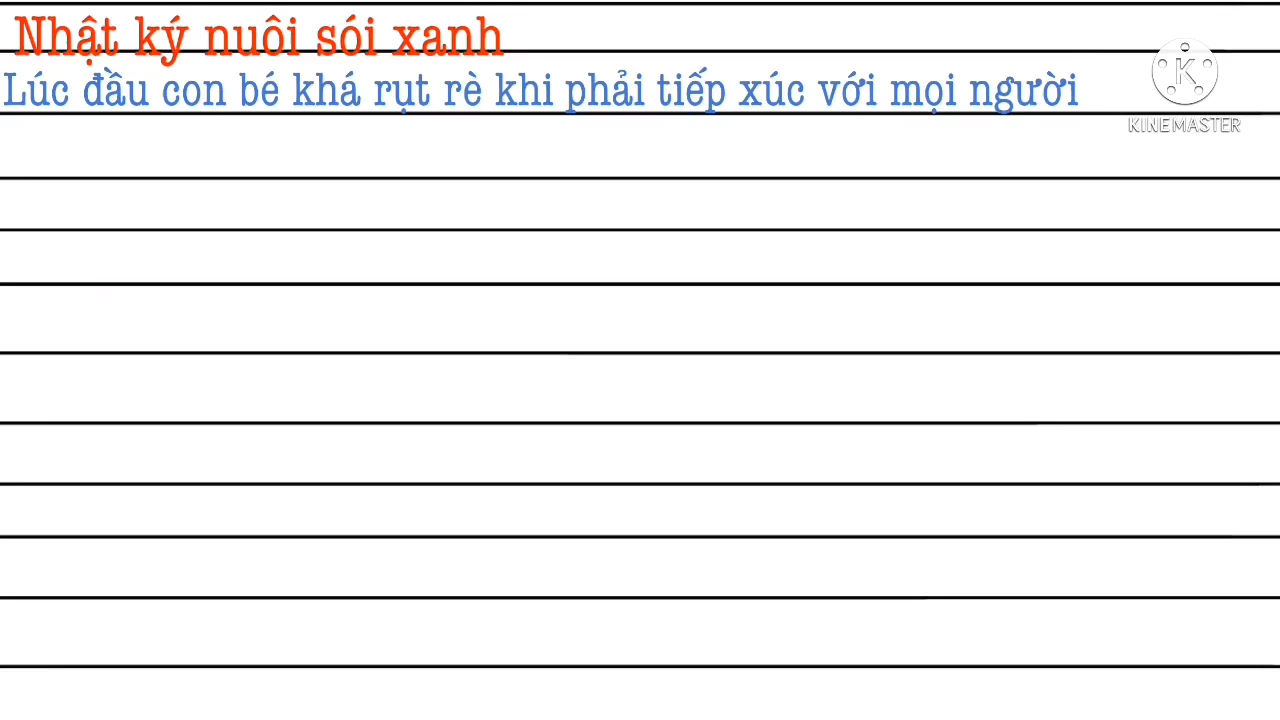 Nhật ký nuôi sói xanh
Lúc đầu con bé khá rụt rè khi phải tiếp xúc với mọi người
K
KINEMASTER